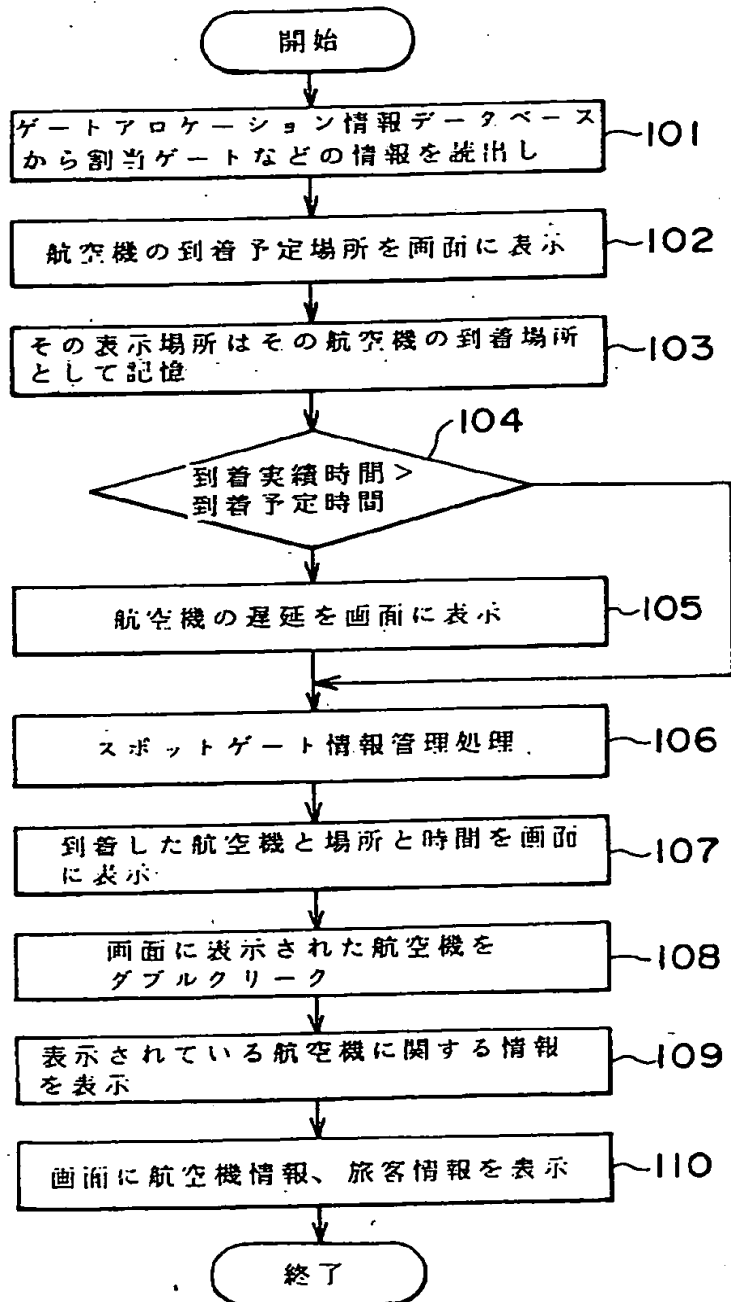 開始
ゲートアロケーション情報データベース
から割当ゲートなどの情報を読出し
101
航空機の到着予定場所を画面に表示
102
その表示場所はその航空機の到着場所
として記憶
103
104
到着実績時間>
到着予定時間
航空機の遅延を画面に表示
105
スポットゲート情報管理処理
106
到着した航空機と場所と時間を画面
に表示
107
画面に表示された航空機を
ダブルクリーク
108
表示されている航空機に関する情報
を表示
109
画面に航空機情報、旅客情報を表示
110
終了